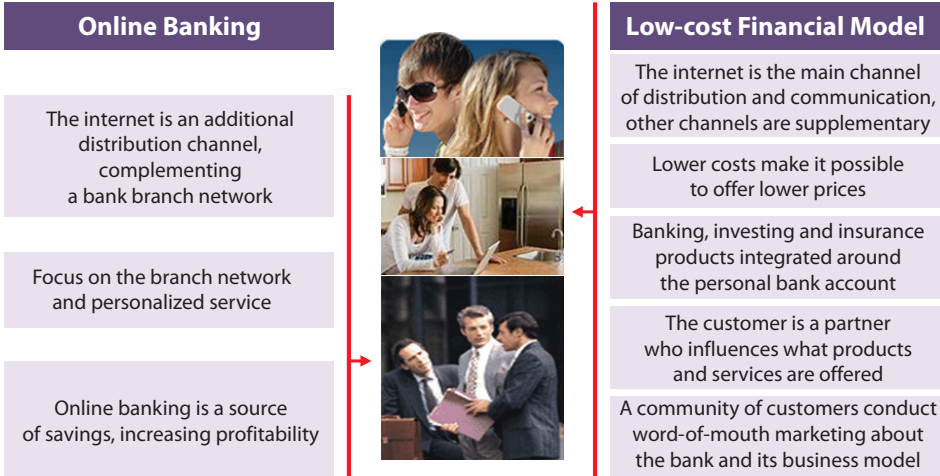 Online Banking
The internet is an additional
distribution channel,
complementing
a bank branch network
Focus on the branch network
and personalized service
Online banking is a source
of savings, increasing profitability
Low-cost Financial Model
The internet is the main channel
of distribution and communication,
other channels are supplementary
Lower costs make it possible
to offer lower prices
Banking, investing and insurance
products integrated around
the personal bank account
The customer is a partner
who influences what products
and services are offered
A community of customers conduct
word-of-mouth marketing about
the bank and its business model